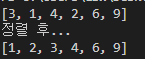 [3, 1, 4, 2, 6, 9]
정렬 후...
[1, 2, 3, 4, 6, 9]